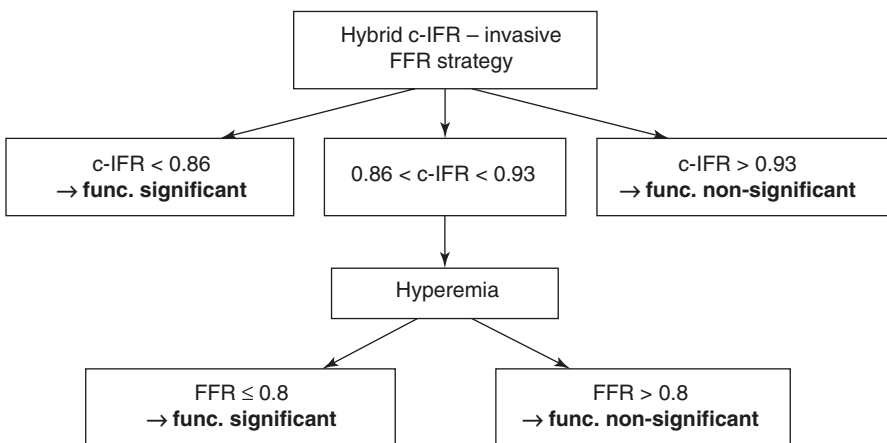 Hybrid c-IFR – invasive
FFR strategy
c-IFR < 0.86
→ func. significant
0.86 < c-IFR < 0.93
c-IFR > 0.93
→ func. non-significant
Hyperemia
FFR ≤ 0.8
→ func. significant
FFR > 0.8
→ func. non-significant